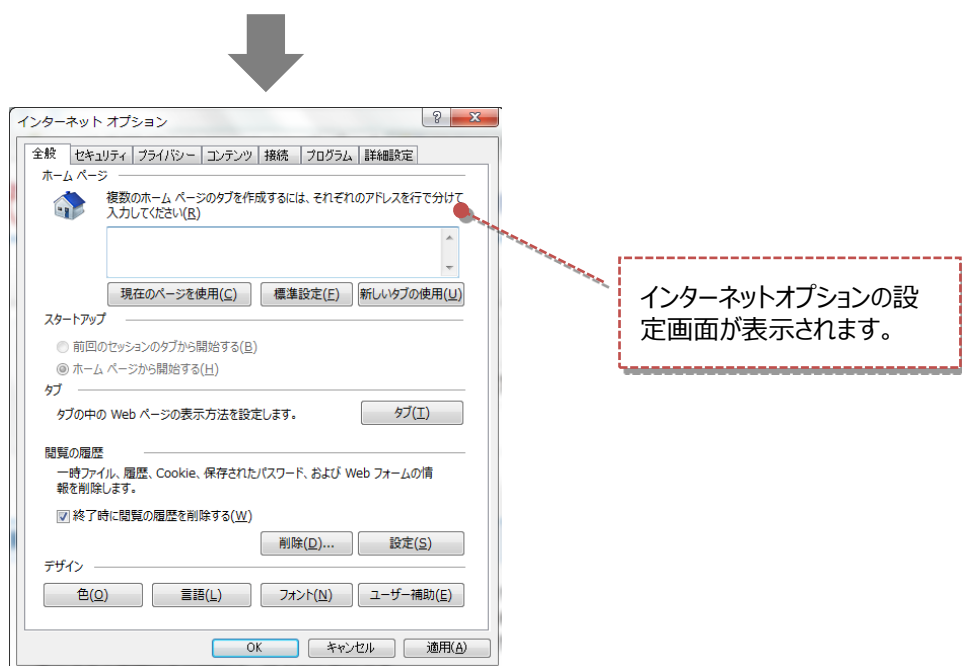 インターネット オプション
全般 セキュリティ プライバシー コンテンツ 接続 プログラム 詳細設定
ホーム ページ
複数のホーム ページのタブを作成するには、それぞれのアドレスを行で分けて
入力してください(R)
現在のページを使用(C) 標準設定(F) 新しいタブの使用(U)
スタートアップ
前回のセッションのタブから開始する(B)
ホーム ページから開始する(H)
タブ
タブの中の Web ページの表示方法を設定します。 タブ(T)
閲覧の履歴
一時ファイル、履歴、Cookie、保存されたパスワード、および Web フォームの情
報を削除します。
終了時に閲覧の履歴を削除する(W)
削除(D)... 設定(S)
デザイン
色(O) 言語(L) フォント(N) ユーザー補助(E)
OK キャンセル 適用(A)
インターネットオプションの設
定画面が表示されます。